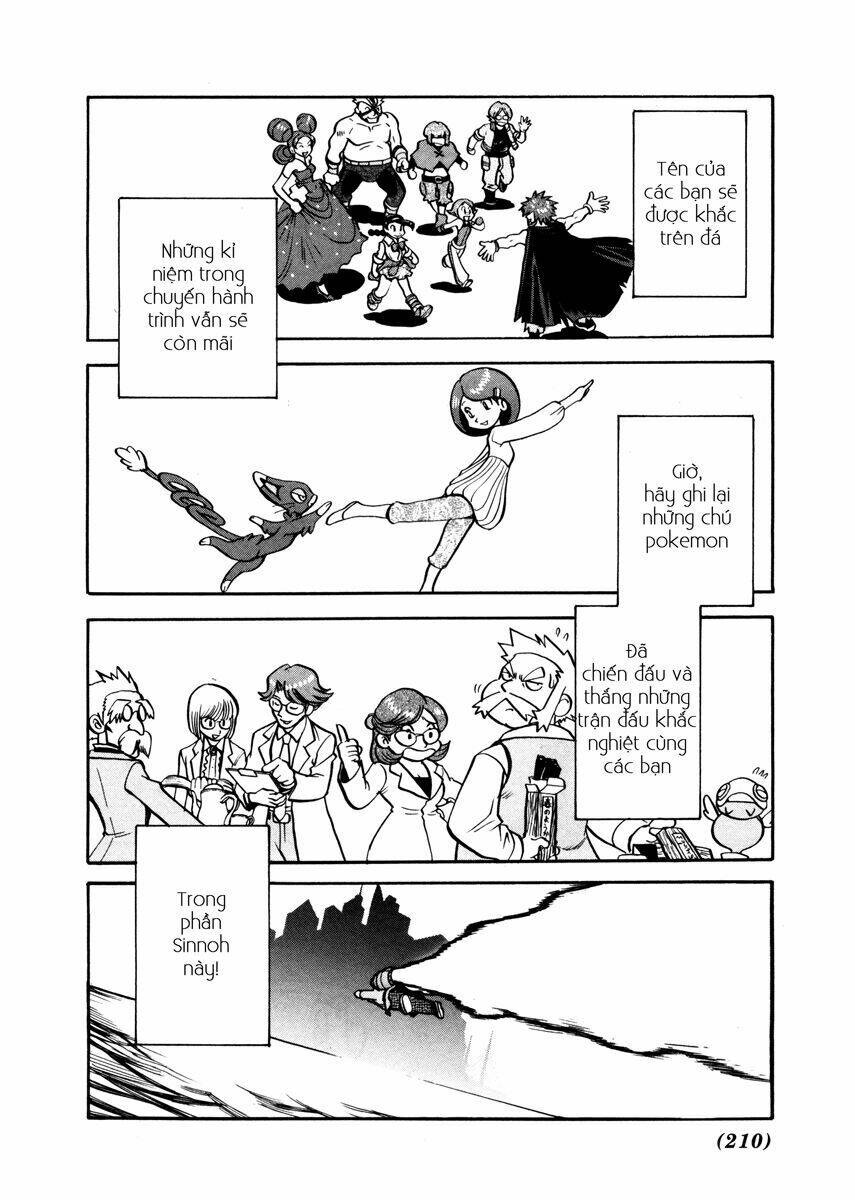 Tên của
các bạn sẽ
được khắc
trên đá
Những kỉ
niệm trong
chuyến hành
trình vẫn sẽ
còn mãi
Giờ,
hãy ghi lại
những chú
pokemon
Đã
chiến đấu và
thắng những
trận đấu khắc
nghiệt cùng
các bạn
Trong
phần
Sinnoh
này!
(210)